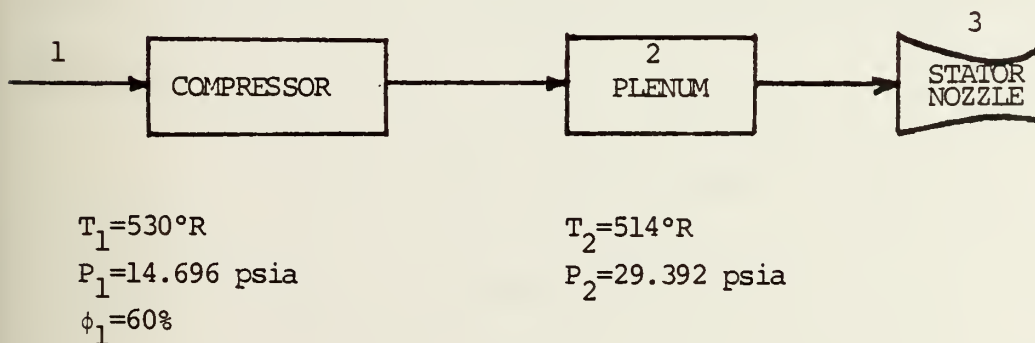 1
COMPRESSOR
2
PLENUM
3
STATOR
NOZZLE
T₁=530°R
P₁=14.696 psia
ϕ₁=60%
T₂=514°R
P₂=29.392 psia